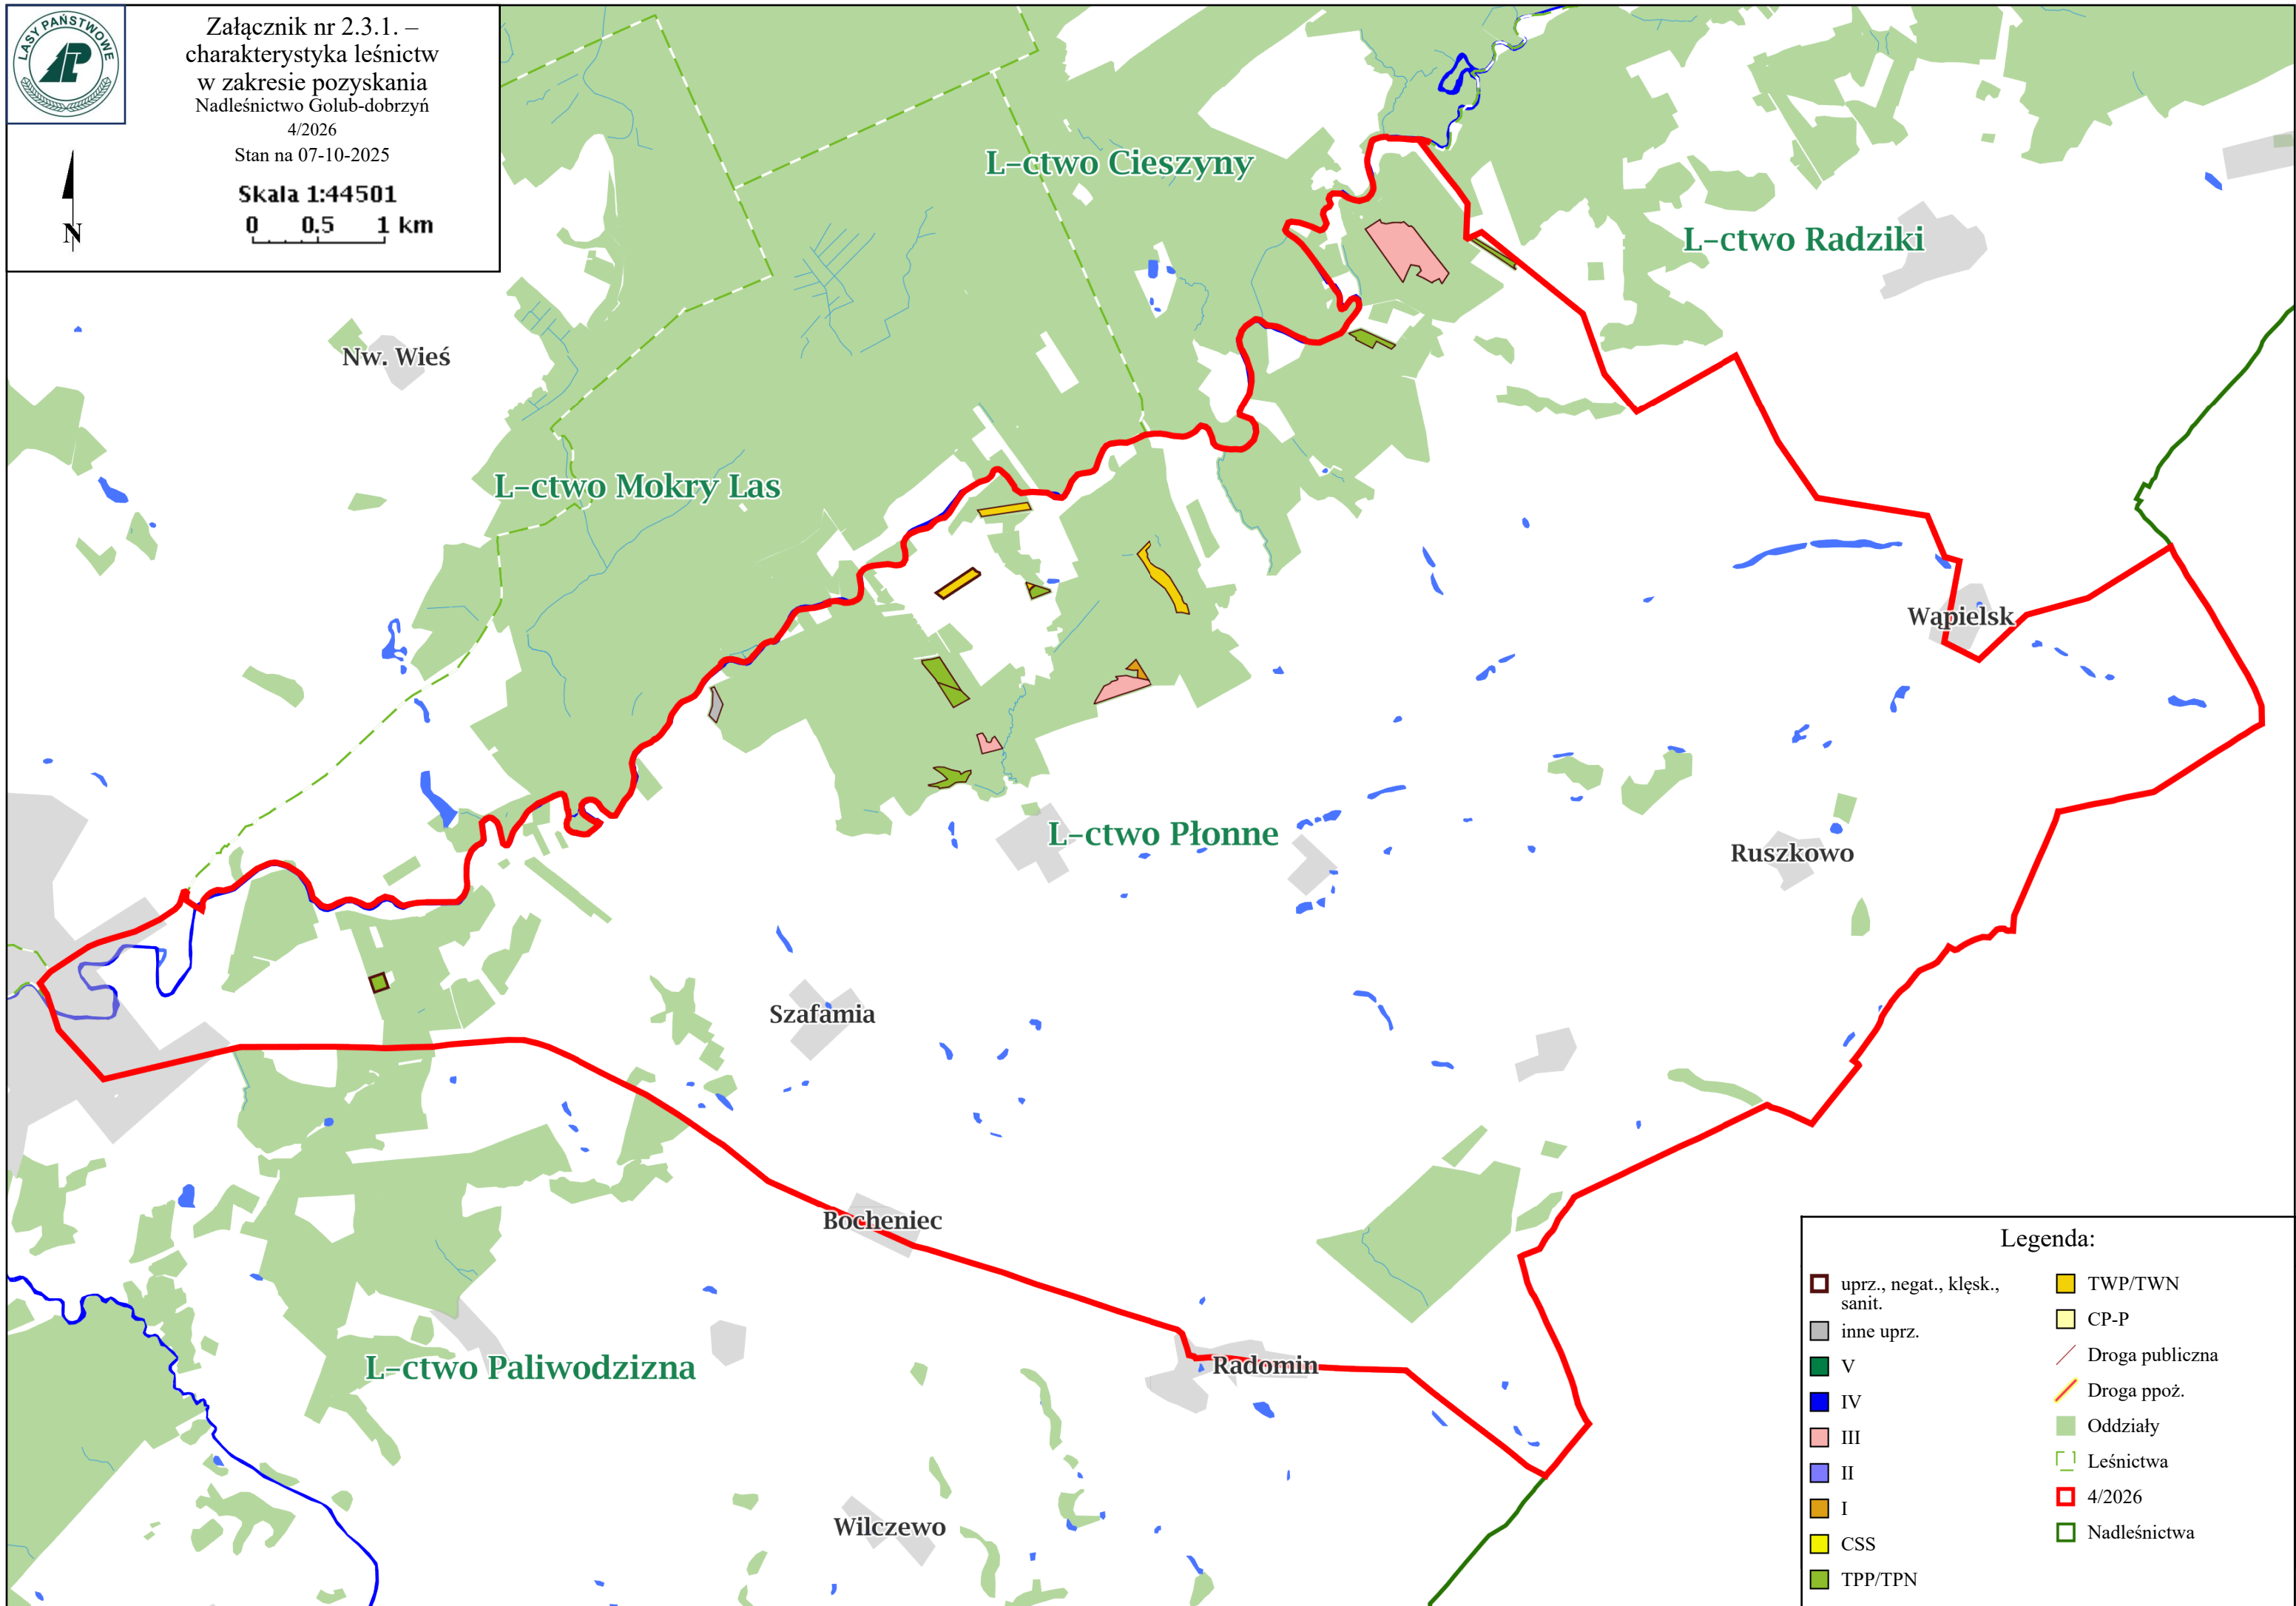 LASY PAŃSTWOWE
Załącznik nr 2.3.1. –
charakterystyka leśnictw
w zakresie pozyskania
Nadleśnictwo Golub-dobrzyń
4/2026
Stan na 07-10-2025
Skala 1:44501
0 0.5 1 km
N
L-ctwo Cieszyny
L-ctwo Radziki
Nw. Wieś
L-ctwo Mokry Las
Wąpielsk
L-ctwo Płonne
Ruszkowo
Szafamia
Bocheniec
L-ctwo Paliwodzizna
Radomin
Wilczewo
Legenda:
uprz., negat., klęsk.,
sanit.
inne uprz.
V
IV
III
II
I
CSS
TPP/TPN
TWP/TWN
CP-P
Droga publiczna
Droga ppoż.
Oddziały
Leśnictwa
4/2026
Nadleśnictwa